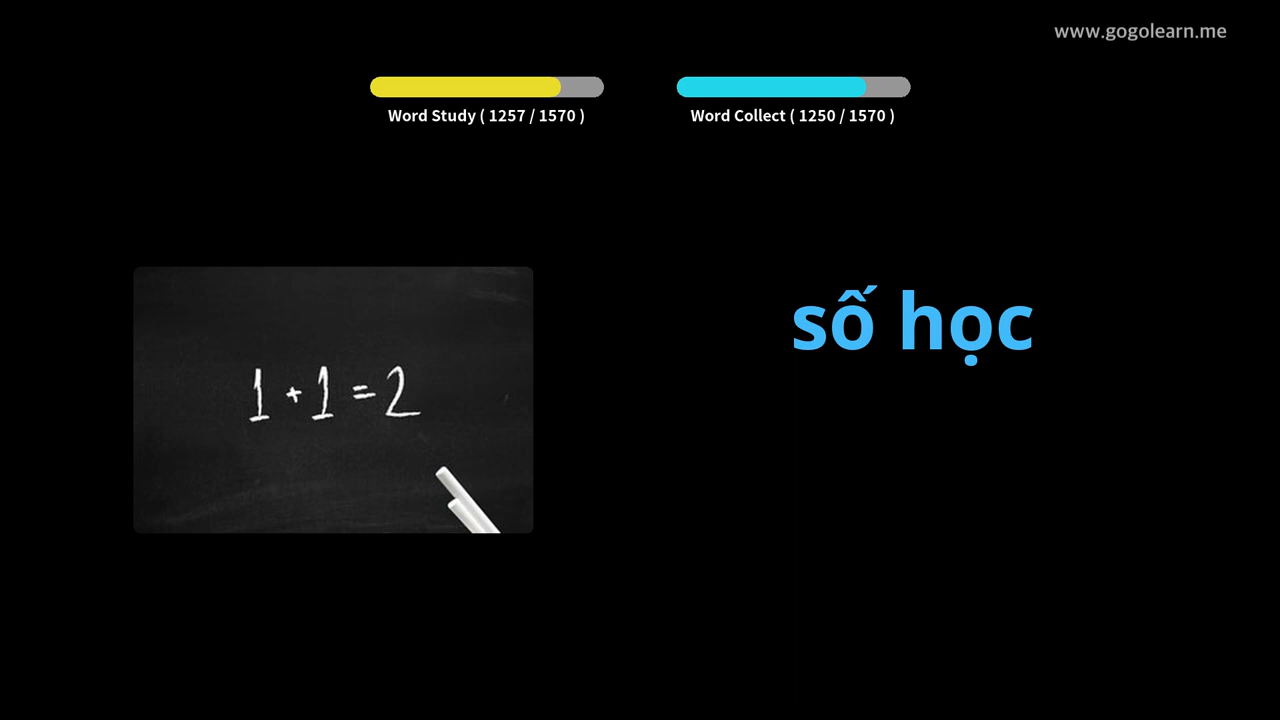 www.gogolearn.me
Word Study ( 1257 / 1570 )
Word Collect ( 1250 / 1570 )
1 + 1 = 2
số học